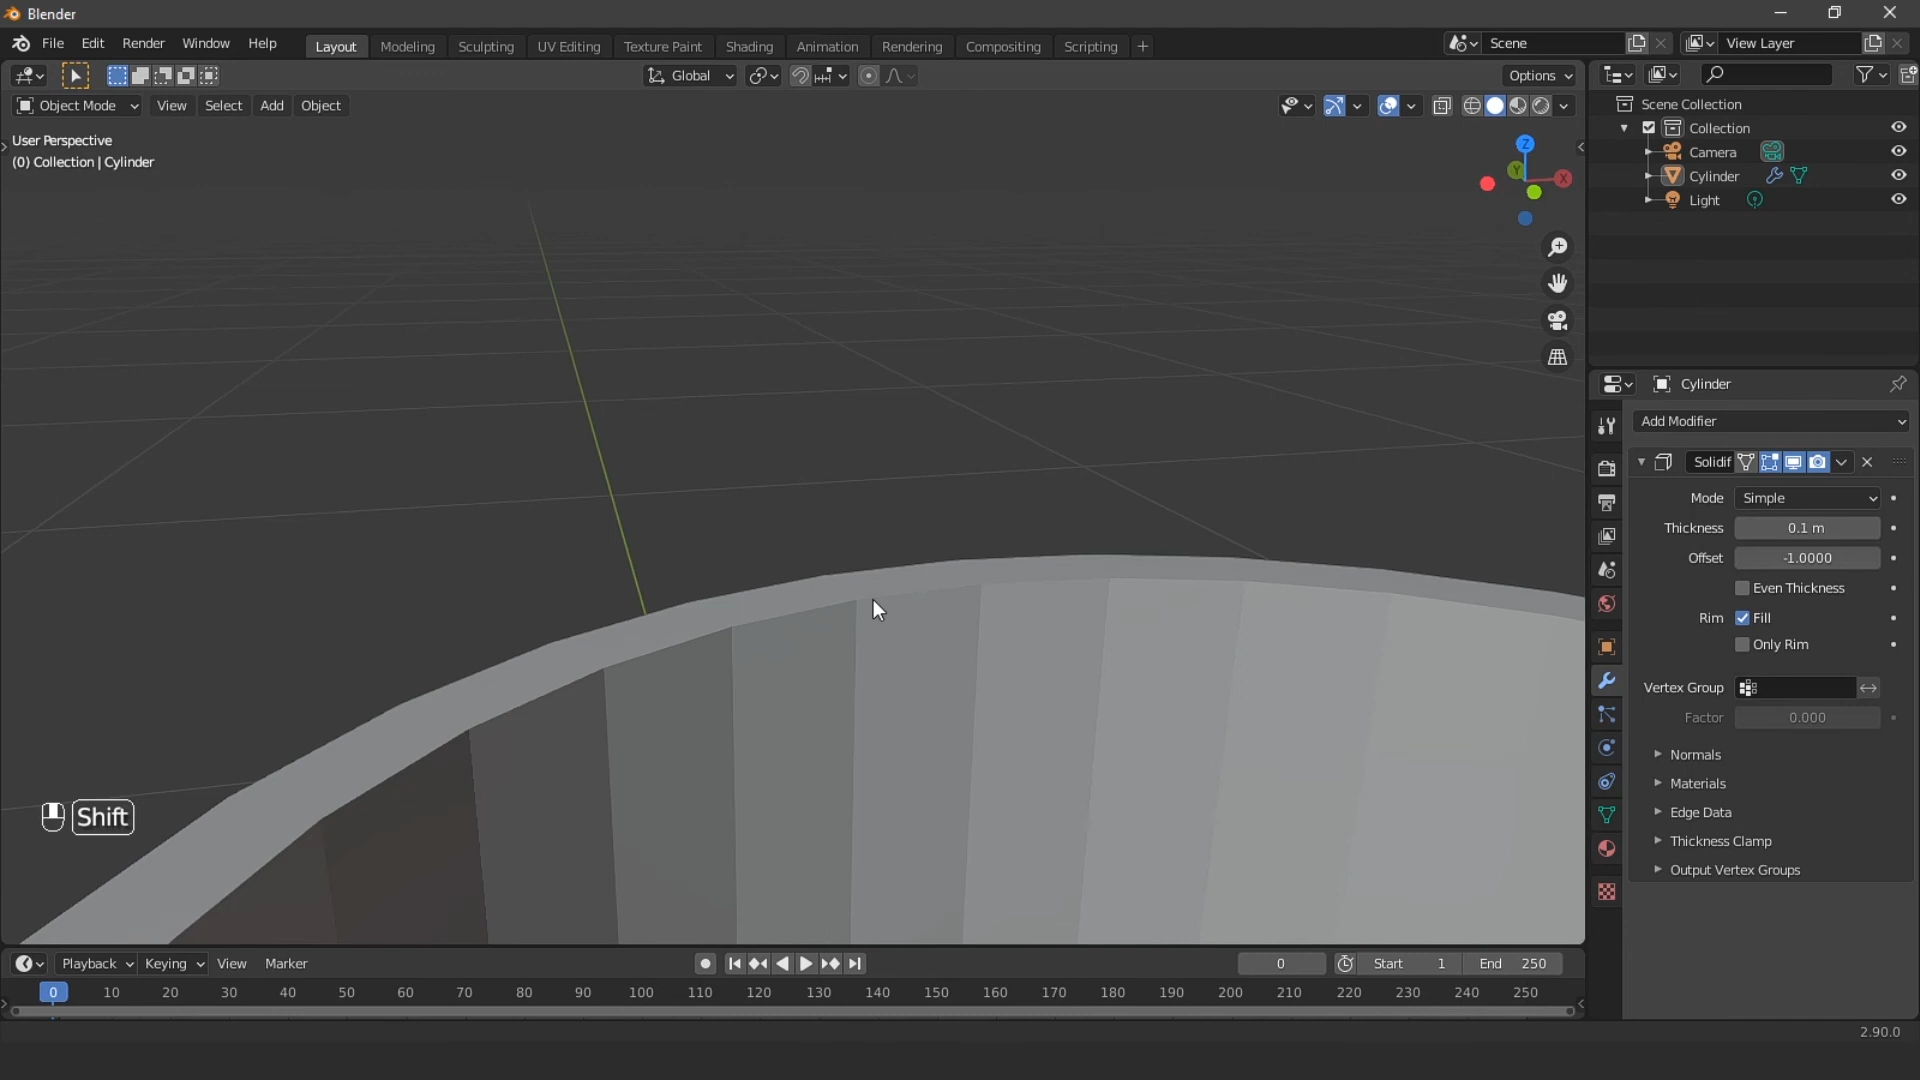 Blender
File Edit Render Window Help Layout Modeling Sculpting UV Editing Texture Paint Shading Animation Rendering Compositing Scripting + Scene View Layer
Global Options
Object Mode View Select Add Object
User Perspective
(0) Collection | Cylinder
Z
Y
X
Shift
Scene Collection
Collection
Camera
Cylinder
Light
Cylinder
Add Modifier
Solidif
Mode Simple
Thickness 0.1 m
Offset -1.0000
Even Thickness
Rim Fill
Only Rim
Vertex Group
Factor 0.000
Normals
Materials
Edge Data
Thickness Clamp
Output Vertex Groups
Playback Keying View Marker 0 Start 1 End 250
0 10 20 30 40 50 60 70 80 90 100 110 120 130 140 150 160 170 180 190 200 210 220 230 240 250
2.90.0